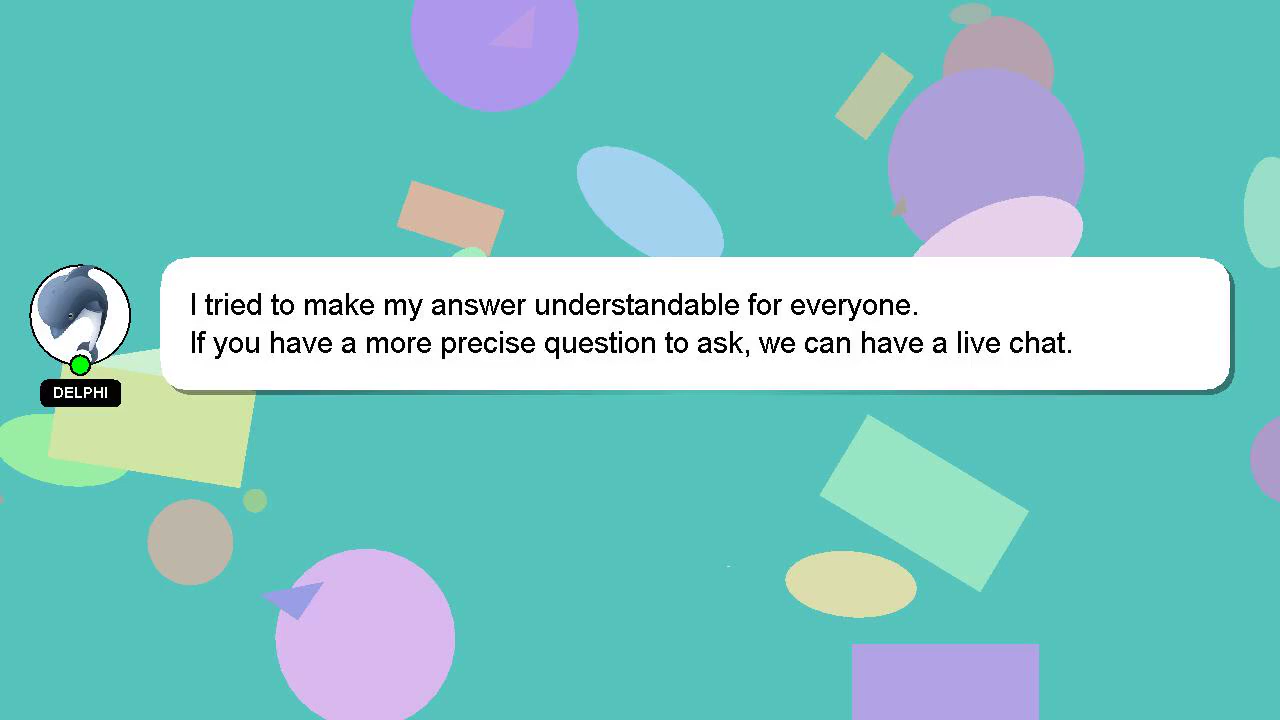 I tried to make my answer understandable for everyone.
If you have a more precise question to ask, we can have a live chat.
DELPHI